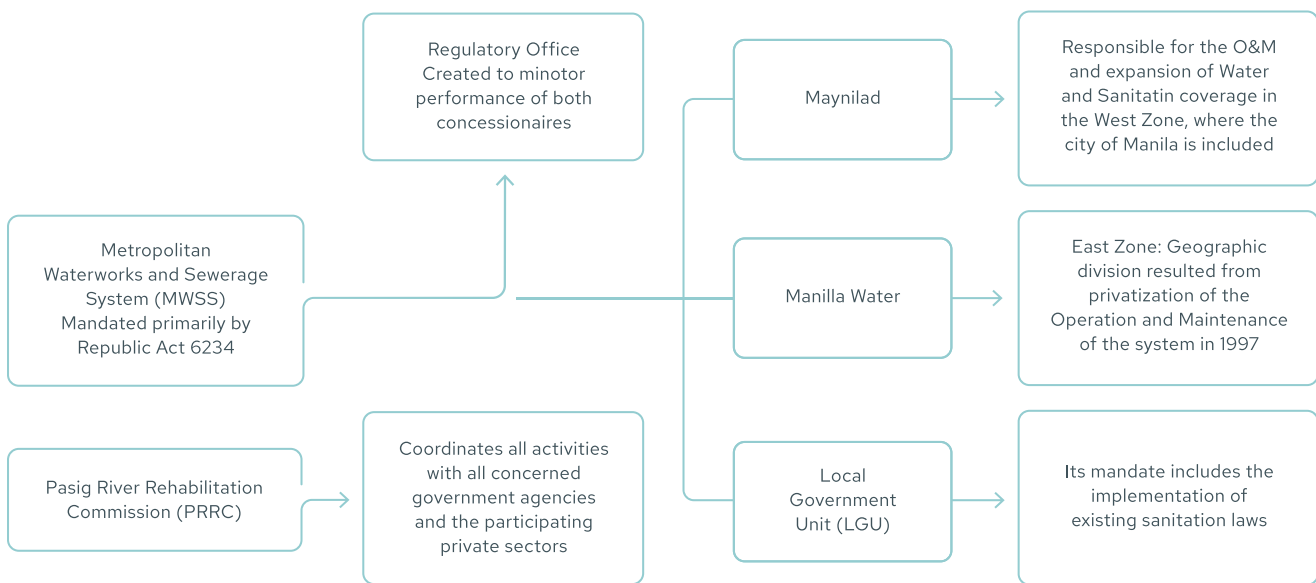 Regulatory Office
Created to minotor
performance of both
concessionaires
Maynilad
Responsible for the O&M
and expansion of Water
and Sanitatin coverage in
the West Zone, where the
city of Manila is included
Metropolitan
Waterworks and Sewerage
System (MWSS)
Mandated primarily by
Republic Act 6234
Manilla Water
East Zone: Geographic
division resulted from
privatization of the
Operation and Maintenance
of the system in 1997
Pasig River Rehabilitation
Commission (PRRC)
Coordinates all activities
with all concerned
government agencies
and the participating
private sectors
Local
Government
Unit (LGU)
Its mandate includes the
implementation of
existing sanitation laws